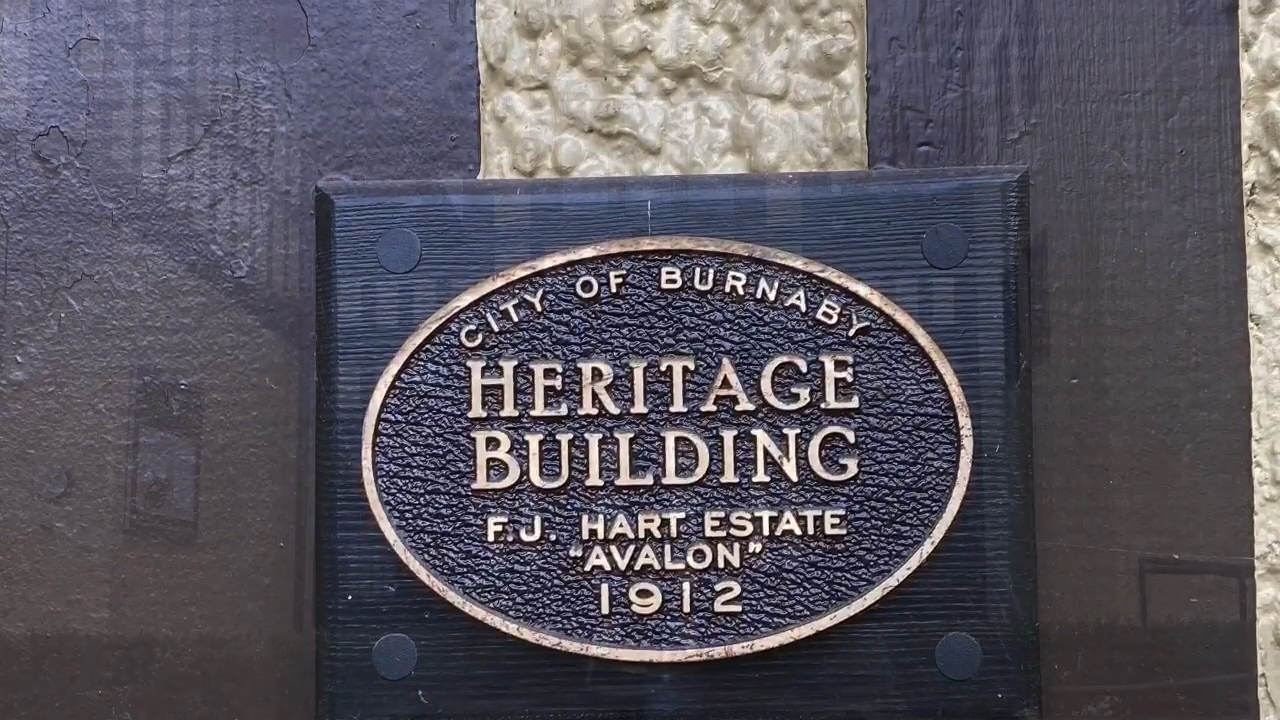 CITY OF BURNABY
HERITAGE
BUILDING
F.J. HART ESTATE
"AVALON"
1912